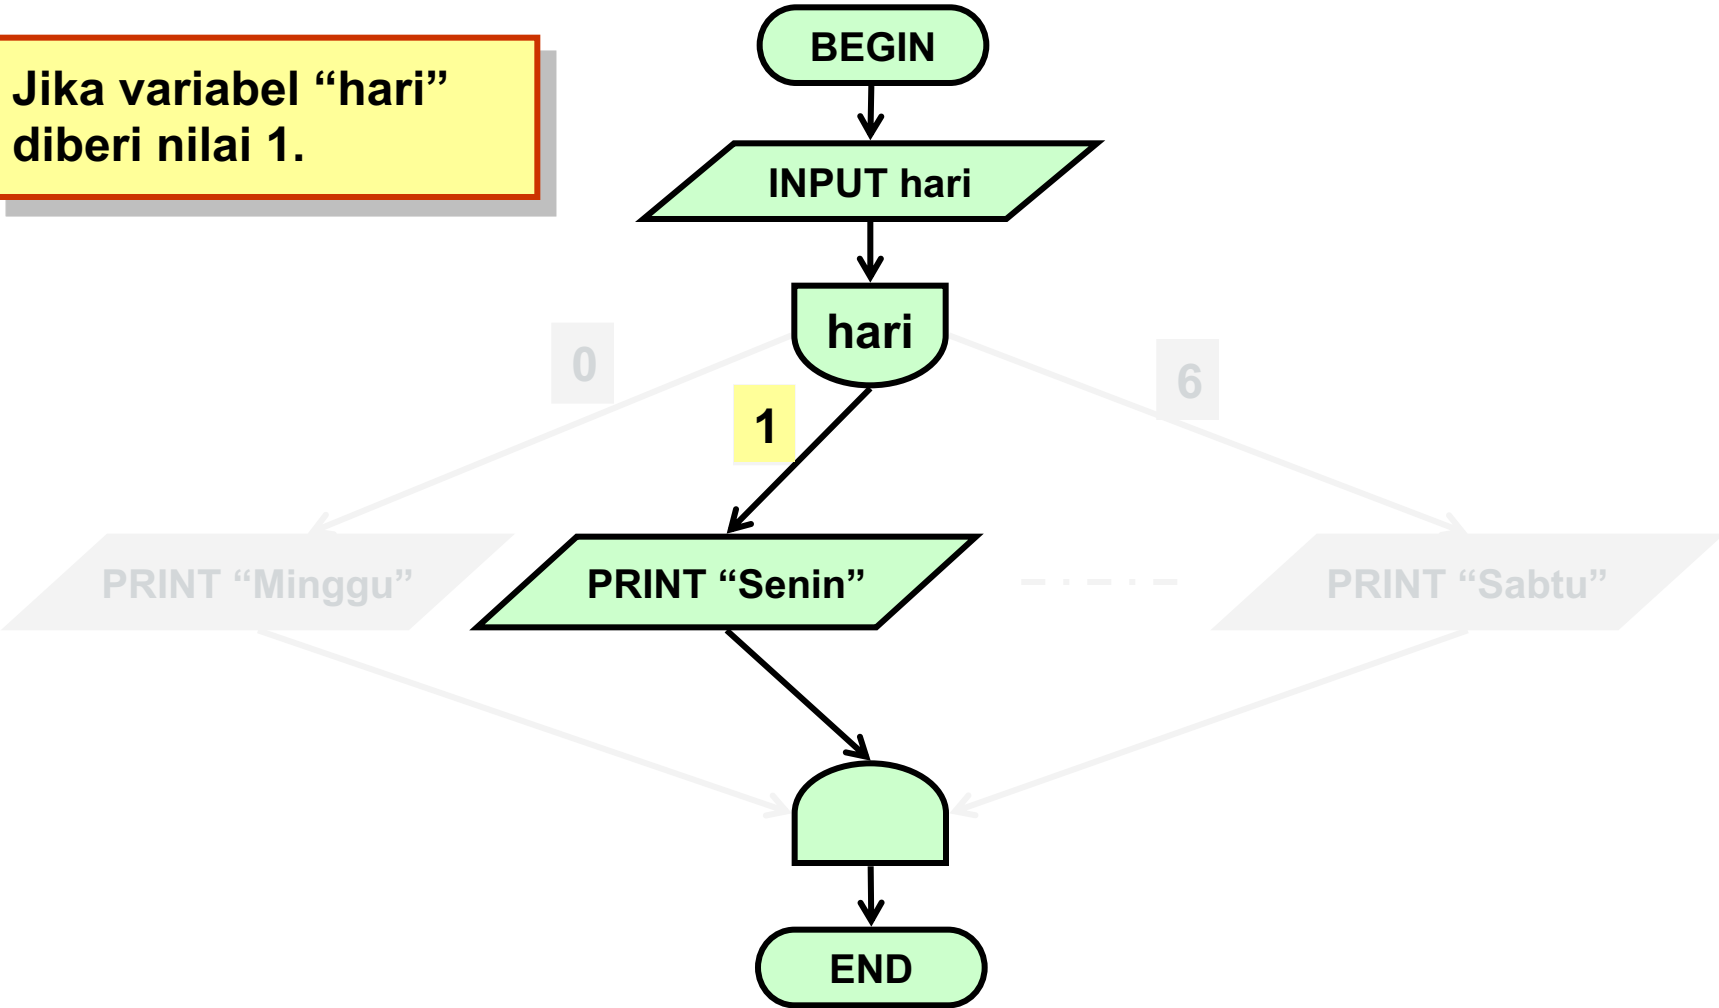 Jika variabel “hari”
diberi nilai 1.
BEGIN
INPUT hari
hari
0
1
6
PRINT “Minggu”
PRINT “Senin”
PRINT “Sabtu”
END